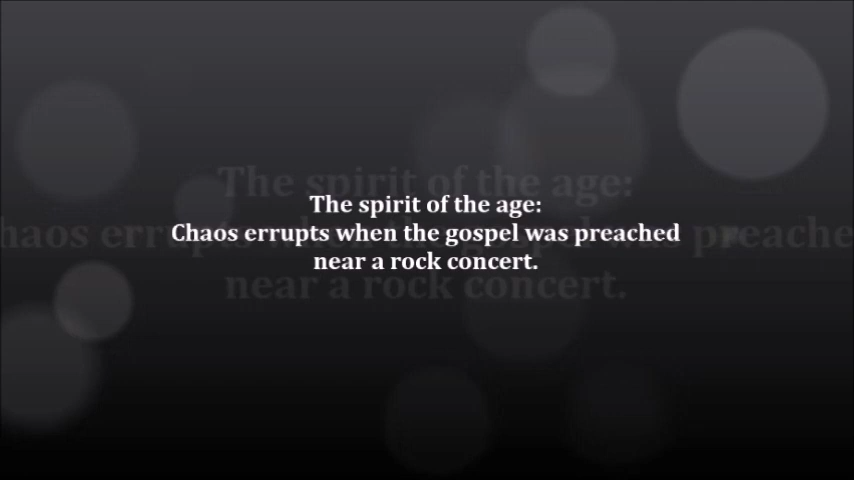 The spirit of the age:
Chaos errupts when the gospel was preached
near a rock concert.